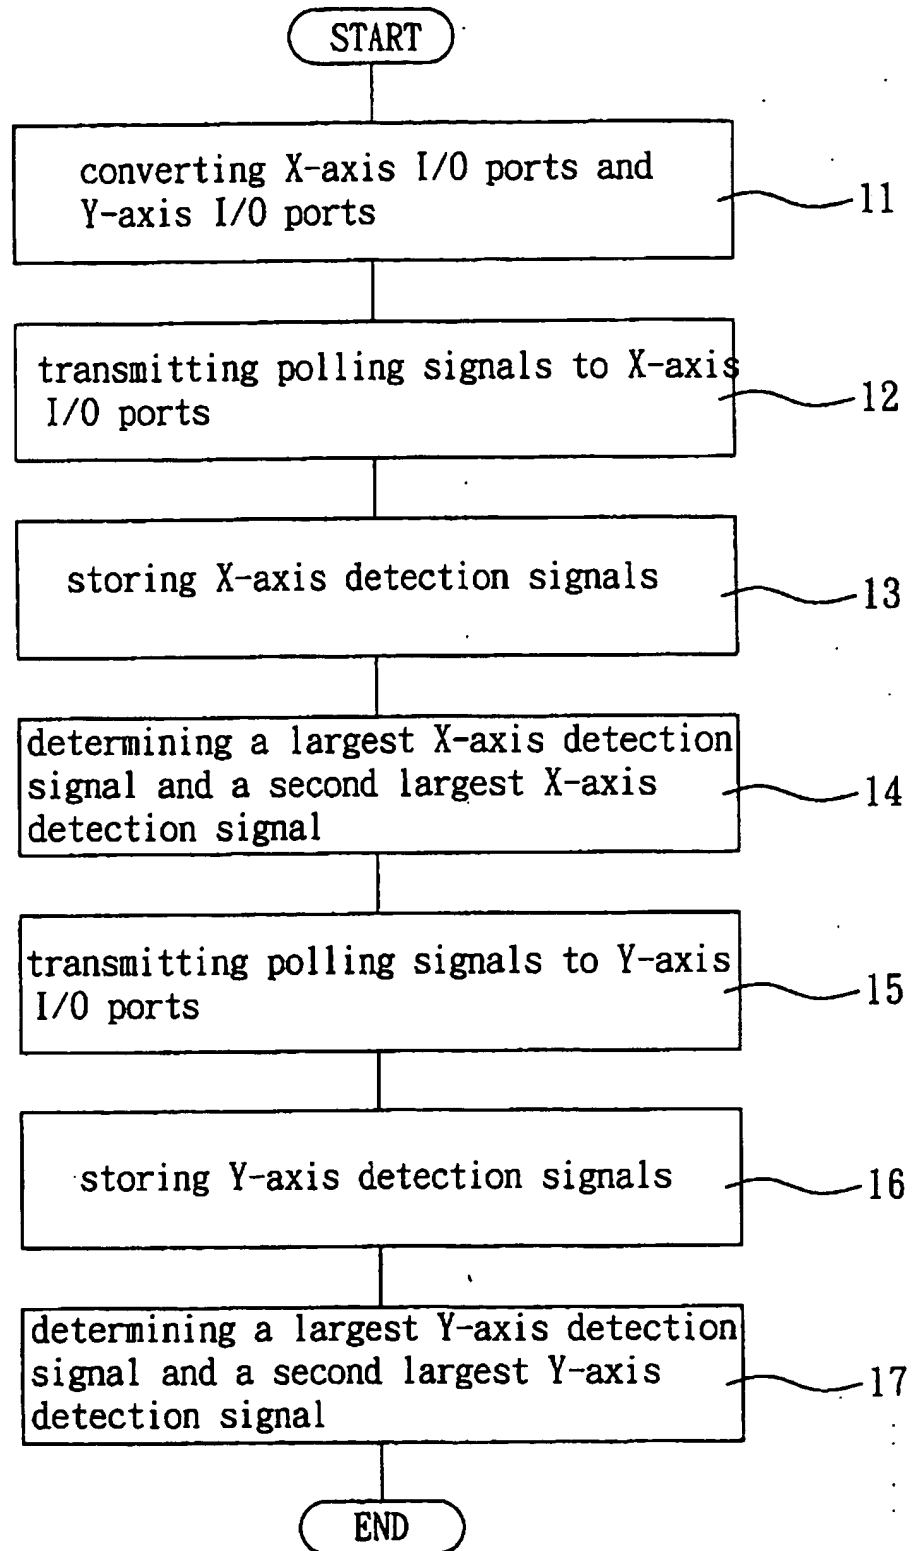 START
converting X-axis I/O ports and
Y-axis I/O ports
11
transmitting polling signals to X-axis
I/O ports
12
storing X-axis detection signals
13
determining a largest X-axis detection
signal and a second largest X-axis
detection signal
14
transmitting polling signals to Y-axis
I/O ports
15
storing Y-axis detection signals
16
determining a largest Y-axis detection
signal and a second largest Y-axis
detection signal
17
END